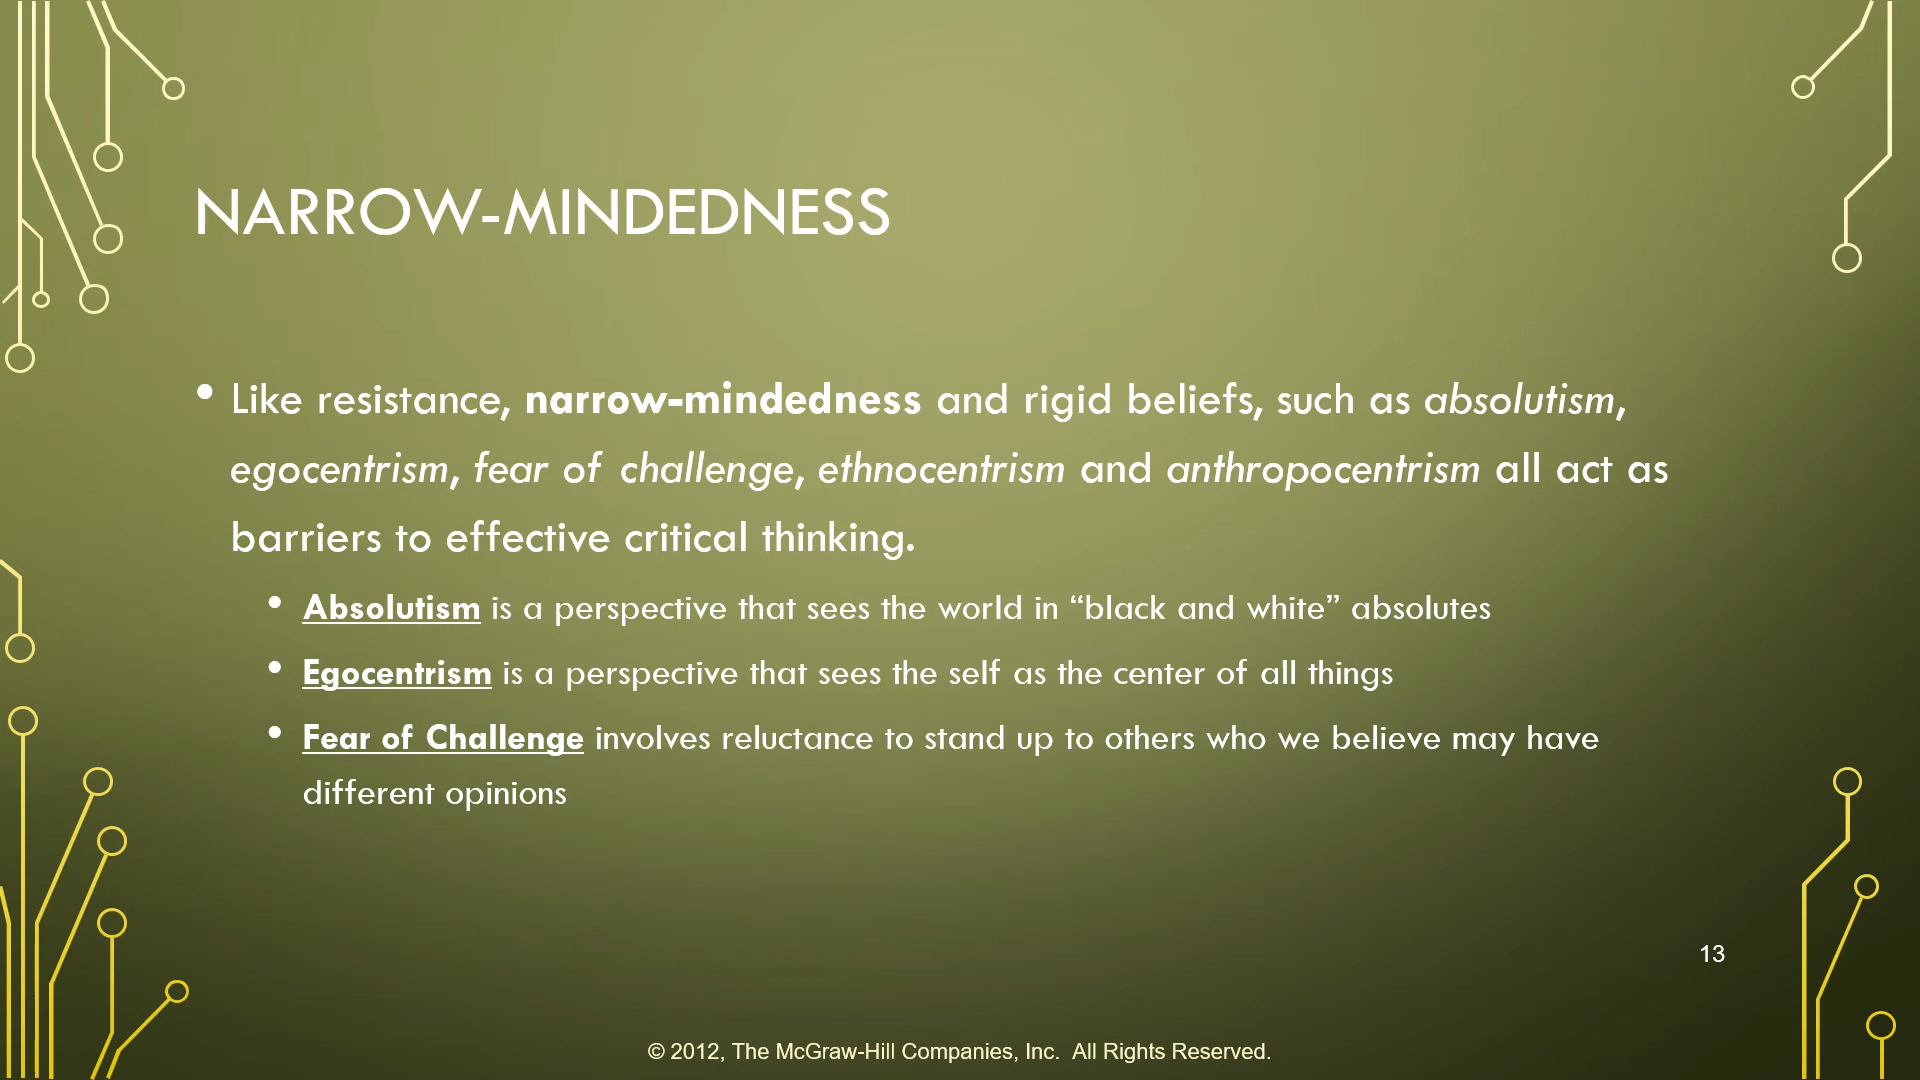 NARROW-MINDEDNESS
• Like resistance, narrow-mindedness and rigid beliefs, such as absolutism,
egocentrism, fear of challenge, ethnocentrism and anthropocentrism all act as
barriers to effective critical thinking.
• Absolutism is a perspective that sees the world in “black and white” absolutes
• Egocentrism is a perspective that sees the self as the center of all things
• Fear of Challenge involves reluctance to stand up to others who we believe may have
different opinions
13
© 2012, The McGraw-Hill Companies, Inc.  All Rights Reserved.